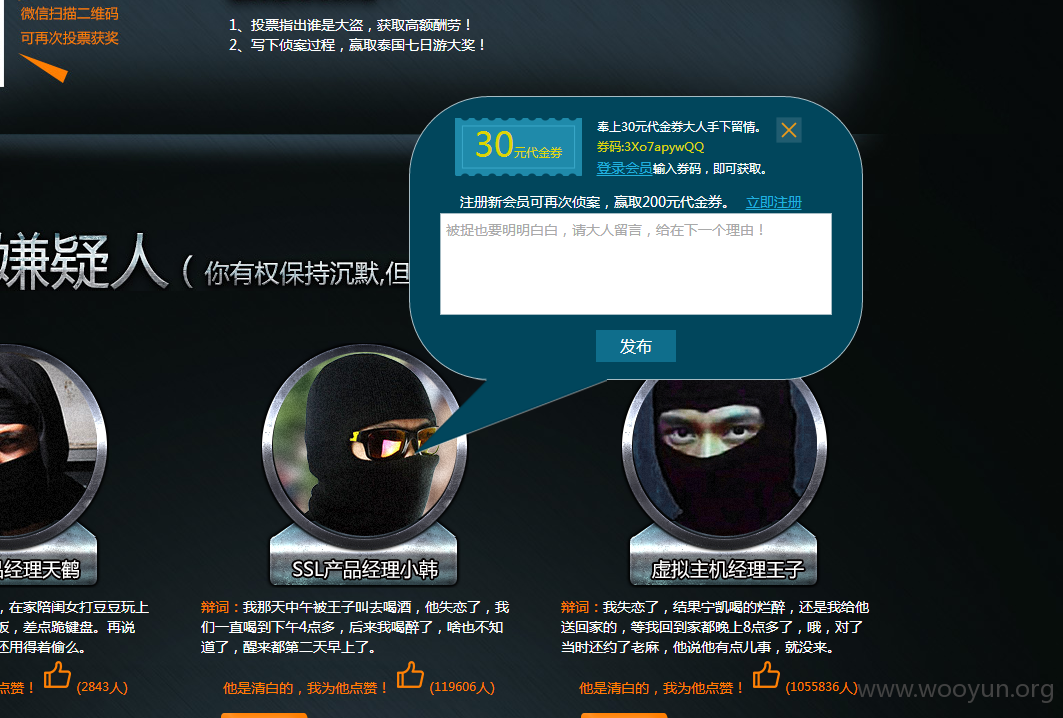 微信扫描二维码
可再次投票获奖
1、投票指出谁是大盗，获取高额酬劳！
2、写下侦案过程，赢取泰国七日游大奖！
30元代金券
奉上30元代金券大人手下留情。
券码:3Xo7apywQQ
登录会员输入券码，即可获取。
注册新会员可再次侦案，赢取200元代金券。 立即注册
被捉也要明明白白，请大人留言，给在下一个理由！
发布
嫌疑人（你有权保持沉默,但
品经理天鹤
，在家陪闺女打豆豆玩上
饭，差点跪键盘。再说
还用得着偷么。
点赞！ (2843人)
SSL产品经理小韩
辩词：我那天中午被王子叫去喝酒，他失恋了，我
们一直喝到下午4点多，后来我喝醉了，啥也不知
道了，醒来都第二天早上了。
他是清白的，我为他点赞！ (119606人)
虚拟主机经理王子
辩词：我失恋了，结果宁凯喝的烂醉，还是我给他
送回家的，等我回到家都晚上8点多了，哦，对了
当时还约了老麻，他说他有点儿事，就没来。
他是清白的，我为他点赞！ (1055836人)
www.wooyun.org